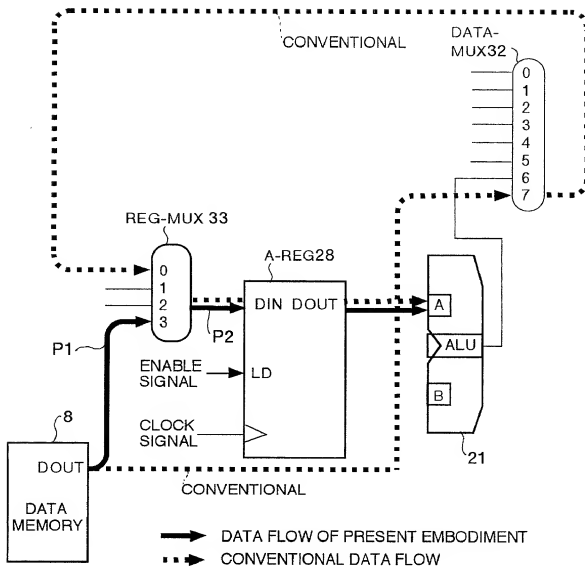 CONVENTIONAL
DATA-
MUX32
0
1
2
3
4
5
6
7
REG-MUX 33
0
1
2
3
A-REG28
DIN DOUT
P1
P2
A
ALU
B
21
ENABLE
SIGNAL
LD
CLOCK
SIGNAL
8
DOUT
DATA
MEMORY
CONVENTIONAL
DATA FLOW OF PRESENT EMBODIMENT
CONVENTIONAL DATA FLOW